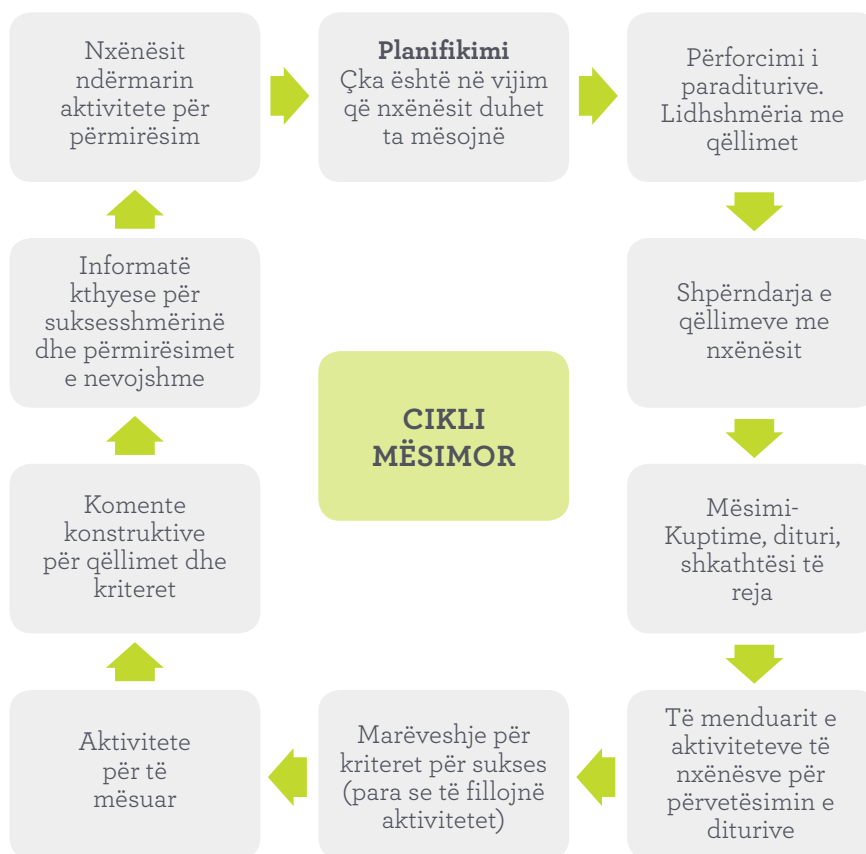 Nxënësit
ndërmarin
aktivitete për
përmirësim
Planifikimi
Çka është në vijim
që nxënësit duhet
ta mësojnë
Përforcimi i
paraditurive.
Lidhshmëria me
qëllimet
Shpërndarja e
qëllimeve me
nxënësit
Mësimi-
Kuptime, dituri,
shkathtësi të
reja
Të menduarit e
aktiviteteve të
nxënësve për
përvetësimin e
diturive
Marëveshje për
kriteret për sukses
(para se të fillojnë
aktivitetet)
Aktivitete
për të
mësuar
Komente
konstruktive
për qëllimet dhe
kriteret
Informatë
kthyese për
suksesshmërinë
dhe përmirësimet
e nevojshme
CIKLI
MËSIMOR